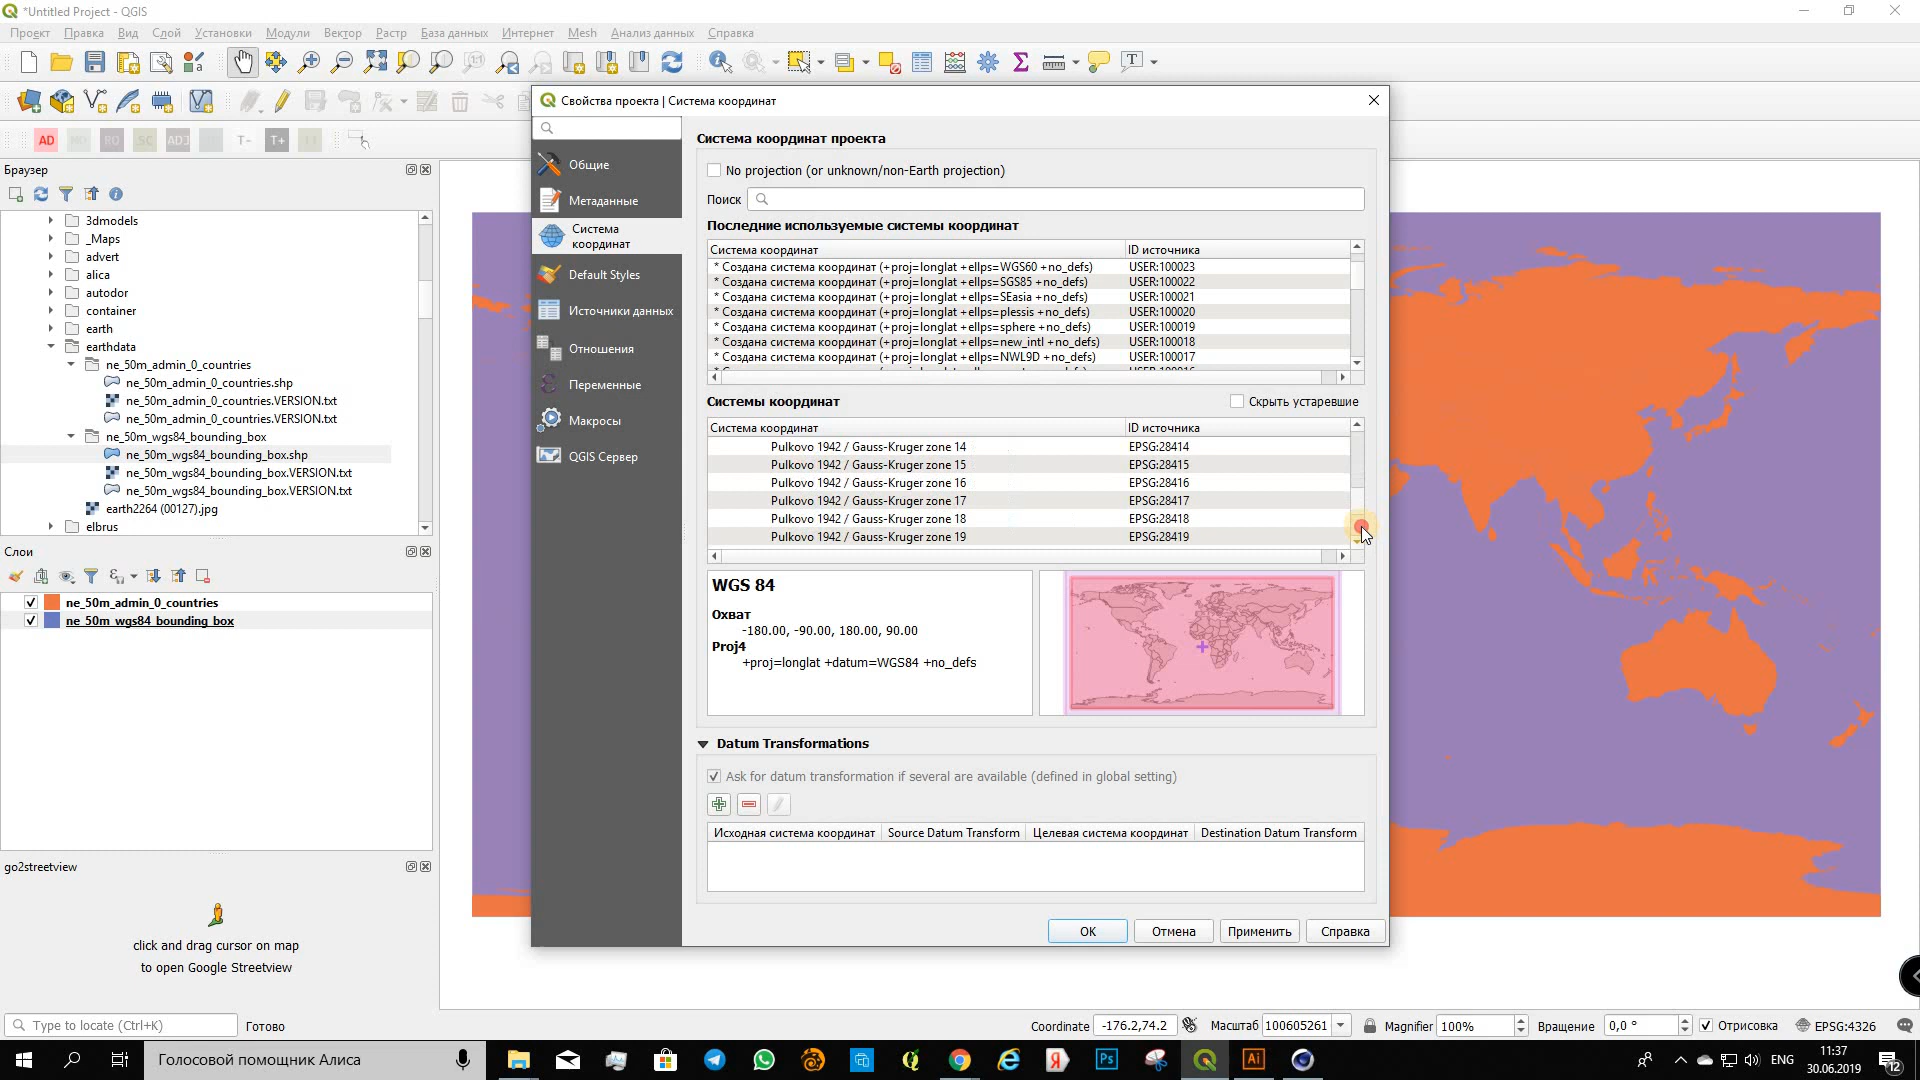 *Untitled Project - QGIS
Проект Правка Вид Слой Установки Модули Вектор Растр База данных Интернет Mesh Анализ данных Справка
AD SC ADJ T- T+
Свойства проекта | Система координат
Общие
Метаданные
Система
координат
Default Styles
Источники данных
Отношения
Переменные
Макросы
QGIS Сервер
Система координат проекта
No projection (or unknown/non-Earth projection)
Поиск
Последние используемые системы координат
Система координат ID источника
* Создана система координат (+proj=longlat +ellps=WGS60 +no_defs) USER:100023
* Создана система координат (+proj=longlat +ellps=SGS85 +no_defs) USER:100022
* Создана система координат (+proj=longlat +ellps=SEasia +no_defs) USER:100021
* Создана система координат (+proj=longlat +ellps=plessis +no_defs) USER:100020
* Создана система координат (+proj=longlat +ellps=sphere +no_defs) USER:100019
* Создана система координат (+proj=longlat +ellps=new_intl +no_defs) USER:100018
* Создана система координат (+proj=longlat +ellps=NWL9D +no_defs) USER:100017
Системы координат Скрыть устаревшие
Система координат ID источника
Pulkovo 1942 / Gauss-Kruger zone 14 EPSG:28414
Pulkovo 1942 / Gauss-Kruger zone 15 EPSG:28415
Pulkovo 1942 / Gauss-Kruger zone 16 EPSG:28416
Pulkovo 1942 / Gauss-Kruger zone 17 EPSG:28417
Pulkovo 1942 / Gauss-Kruger zone 18 EPSG:28418
Pulkovo 1942 / Gauss-Kruger zone 19 EPSG:28419
WGS 84
Охват
-180.00, -90.00, 180.00, 90.00
Proj4
+proj=longlat +datum=WGS84 +no_defs
Datum Transformations
Ask for datum transformation if several are available (defined in global setting)
Исходная система координат Source Datum Transform Целевая система координат Destination Datum Transform
ОК Отмена Применить Справка
Браузер
3dmodels
_Maps
advert
alica
autodor
container
earth
earthdata
ne_50m_admin_0_countries
ne_50m_admin_0_countries.shp
ne_50m_admin_0_countries.VERSION.txt
ne_50m_admin_0_countries.VERSION.txt
ne_50m_wgs84_bounding_box
ne_50m_wgs84_bounding_box.shp
ne_50m_wgs84_bounding_box.VERSION.txt
ne_50m_wgs84_bounding_box.VERSION.txt
earth2264 (00127).jpg
elbrus
Слои
ne_50m_admin_0_countries
ne_50m_wgs84_bounding_box
go2streetview
click and drag cursor on map
to open Google Streetview
Type to locate (Ctrl+K) Готово Coordinate -176.2,74.2 Масштаб 100605261 Magnifier 100% Вращение 0,0 ° Отрисовка EPSG:4326
Голосовой помощник Алиса Я Ps Ai ENG 11:37
30.06.2019 12